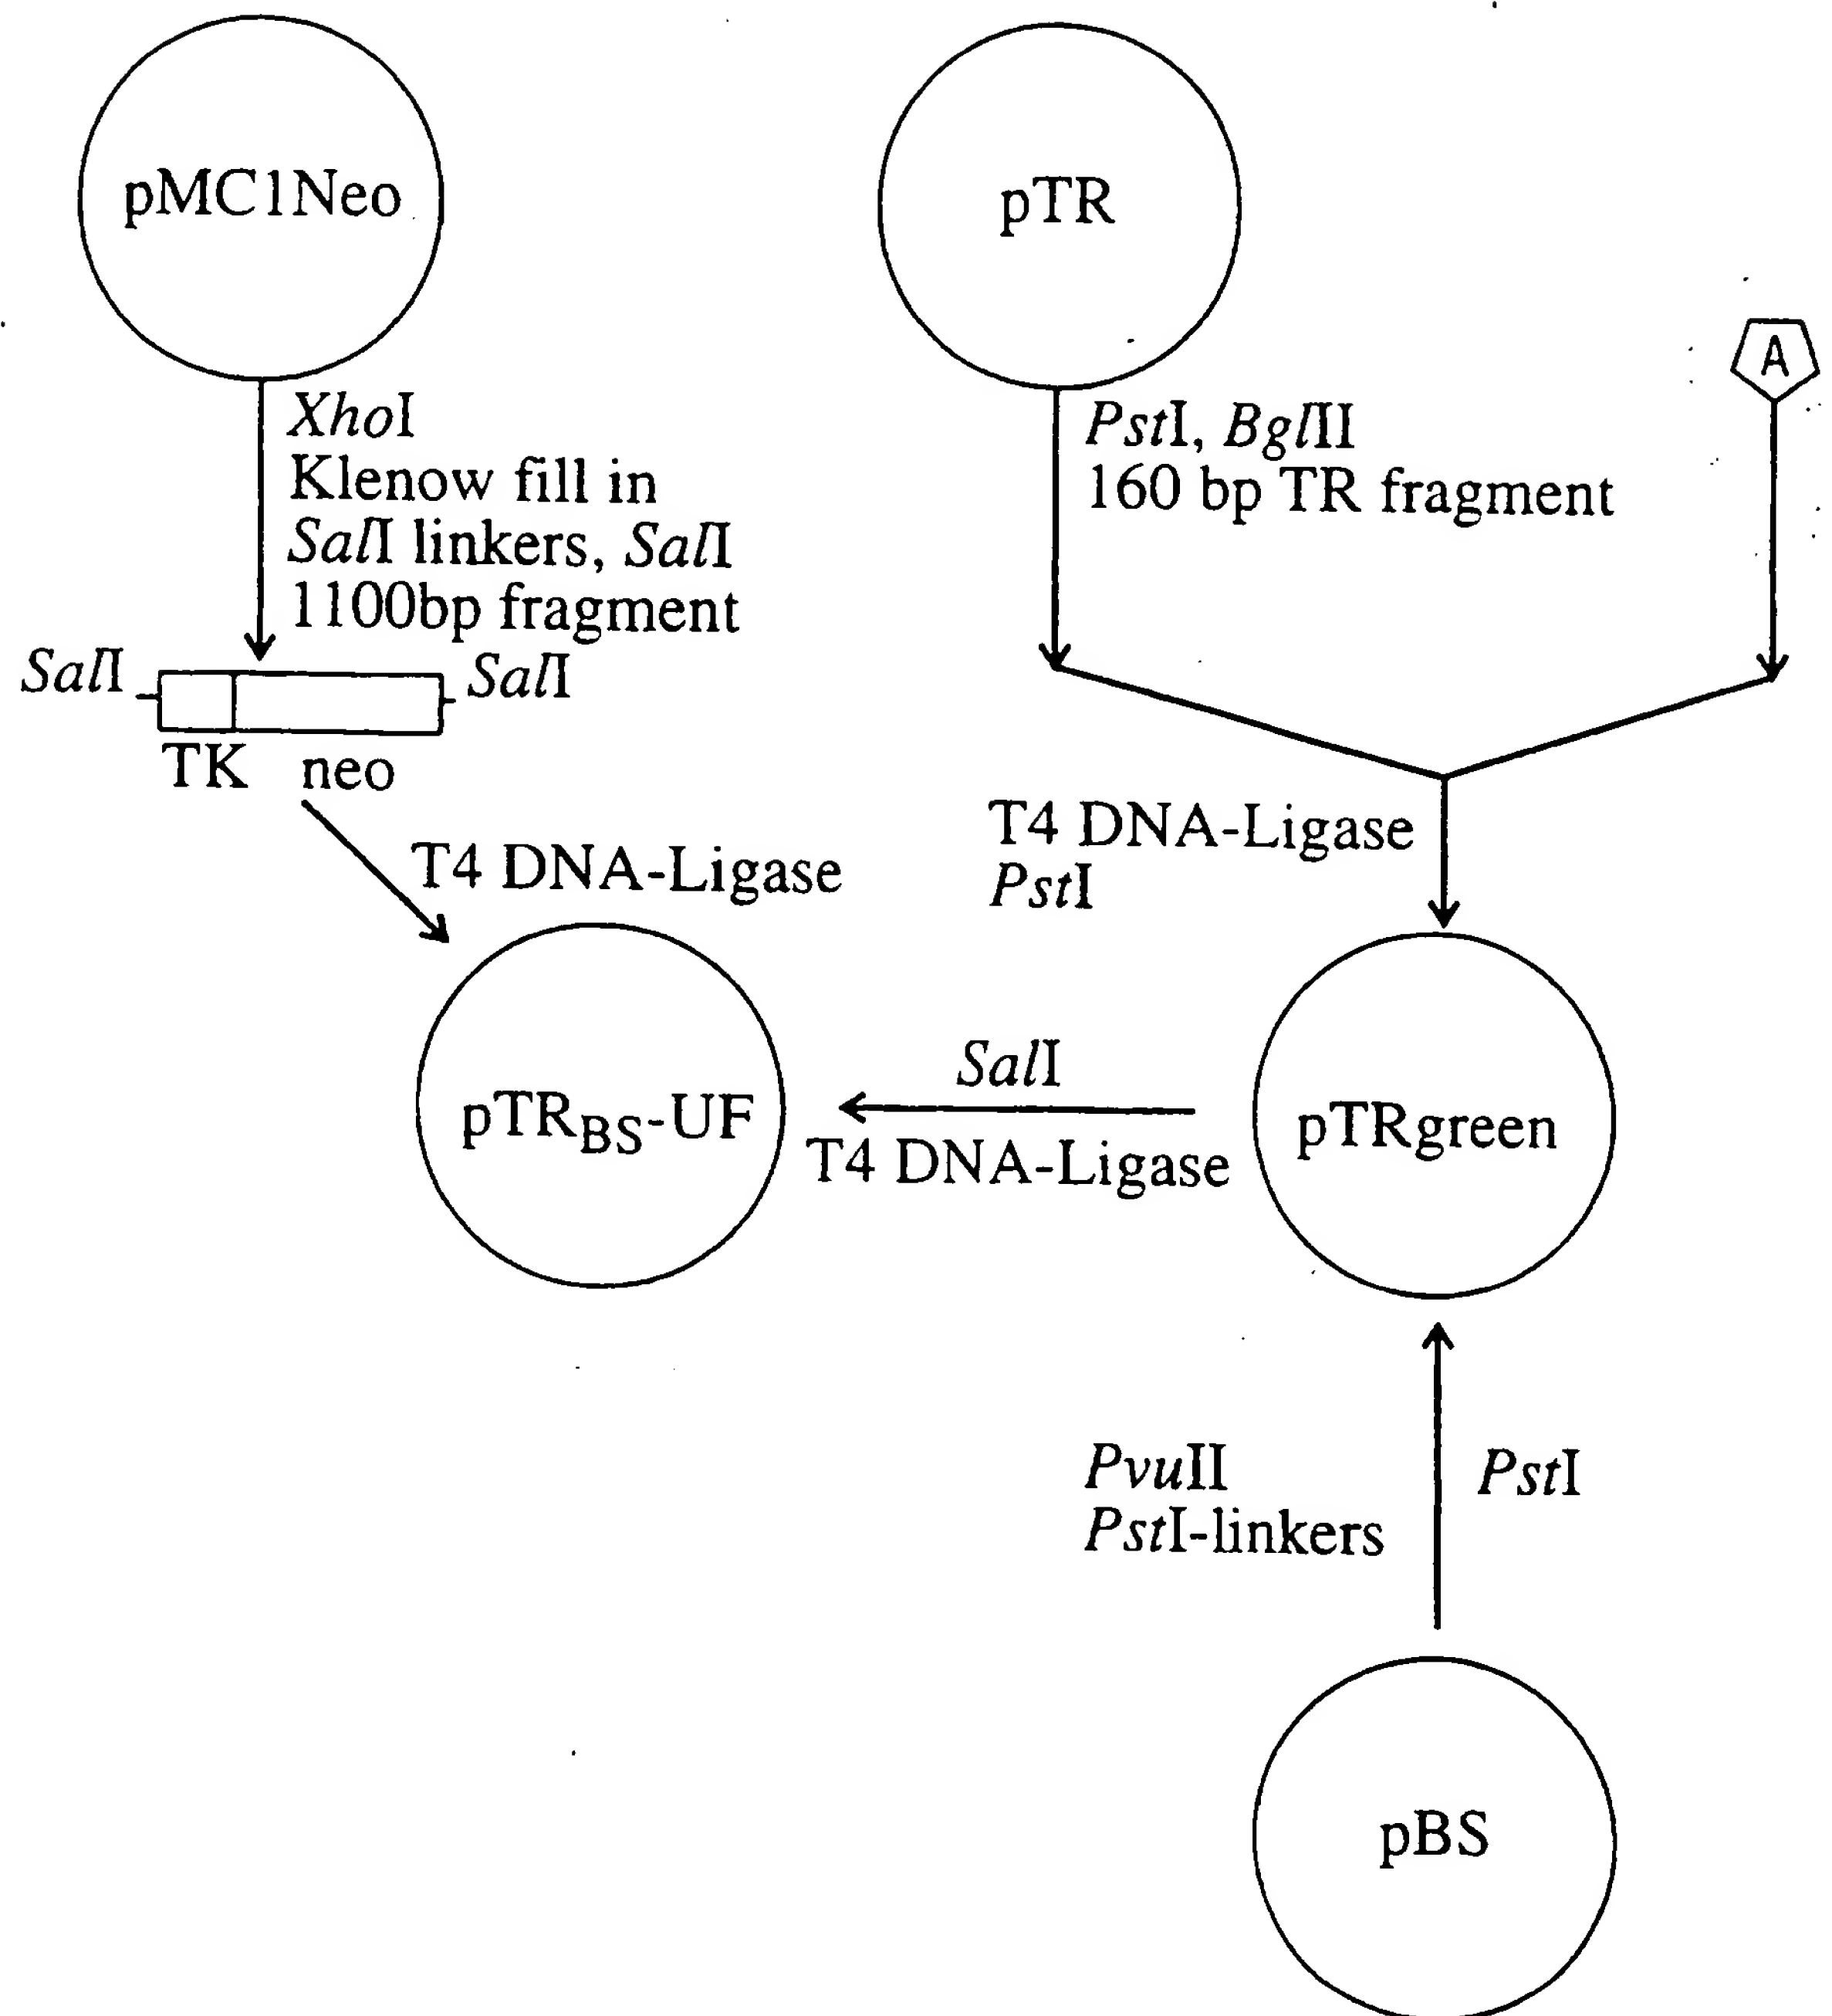 pMC1Neo
pTR
A
XhoI
Klenow fill in
SalI linkers, SalI
1100bp fragment
PstI, BglII
160 bp TR fragment
SalI
SalI
TK neo
T4 DNA-Ligase
T4 DNA-Ligase
PstI
pTRBS-UF
SalI
T4 DNA-Ligase
pTRgreen
PvuII
PstI-linkers
PstI
pBS